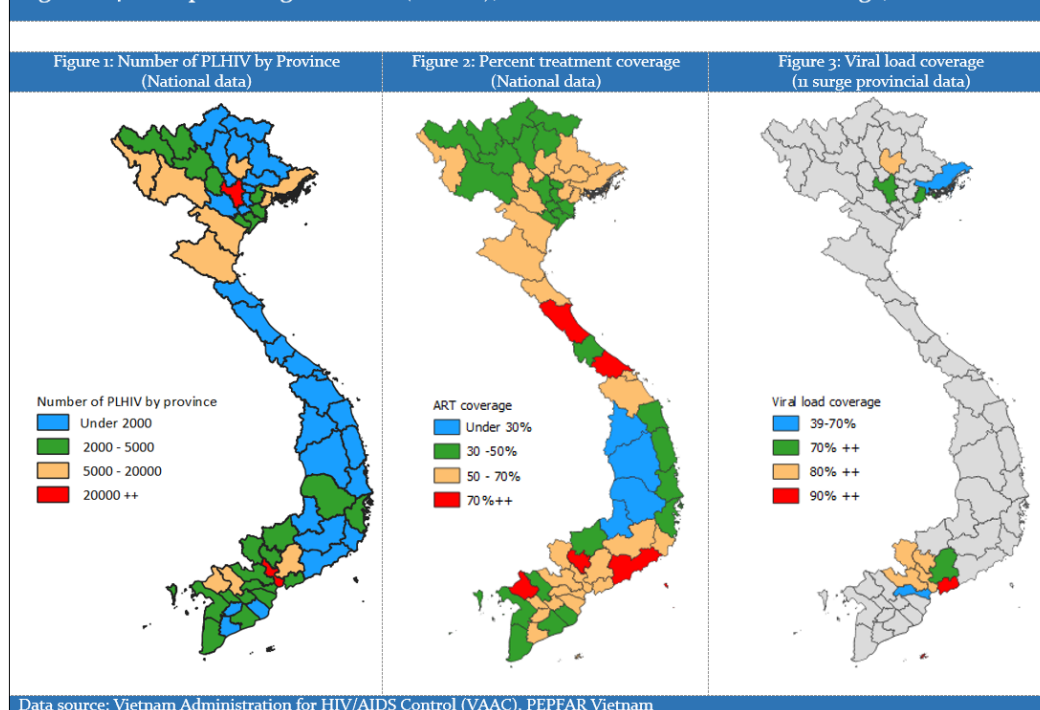 Figure 1: Number of PLHIV by Province
(National data)
Figure 2: Percent treatment coverage
(National data)
Figure 3: Viral load coverage
(11 surge provincial data)
Number of PLHIV by province
Under 2000
2000 - 5000
5000 - 20000
20000 ++
ART coverage
Under 30%
30 -50%
50 - 70%
70%++
Viral load coverage
39-70%
70% ++
80% ++
90% ++
Data source: Vietnam Administration for HIV/AIDS Control (VAAC), PEPFAR Vietnam